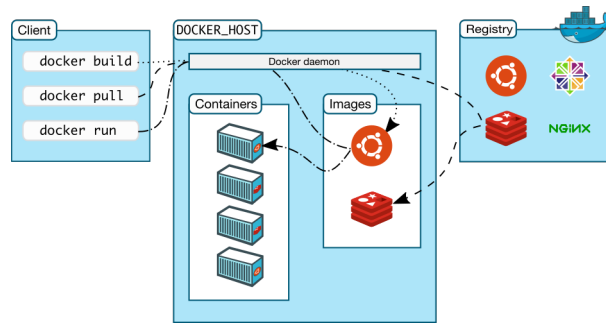 Client
docker build
docker pull
docker run
DOCKER_HOST
Docker daemon
Containers
Images
Registry
NGINX